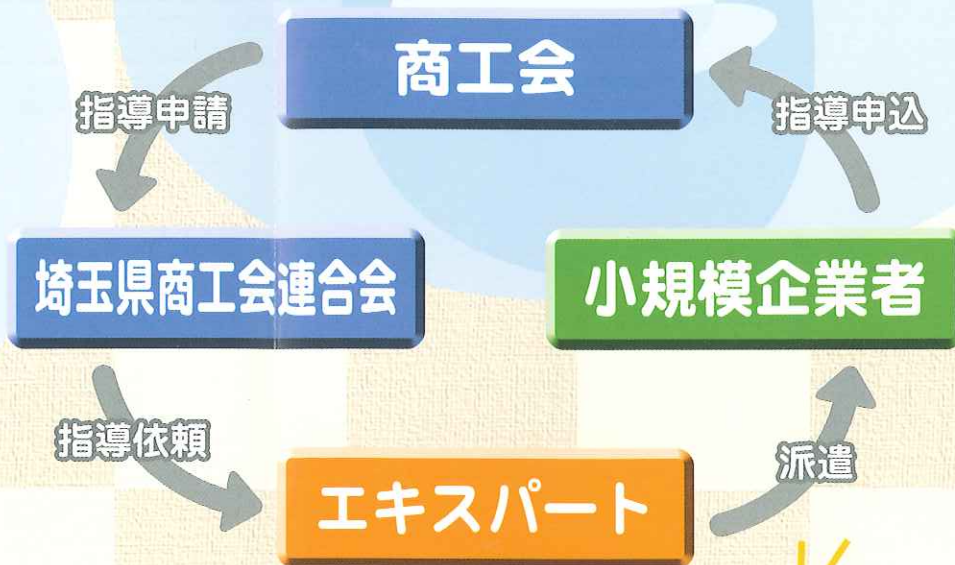 商工会
指導申請
指導申込
埼玉県商工会連合会
小規模企業者
指導依頼
派遣
エキスパート